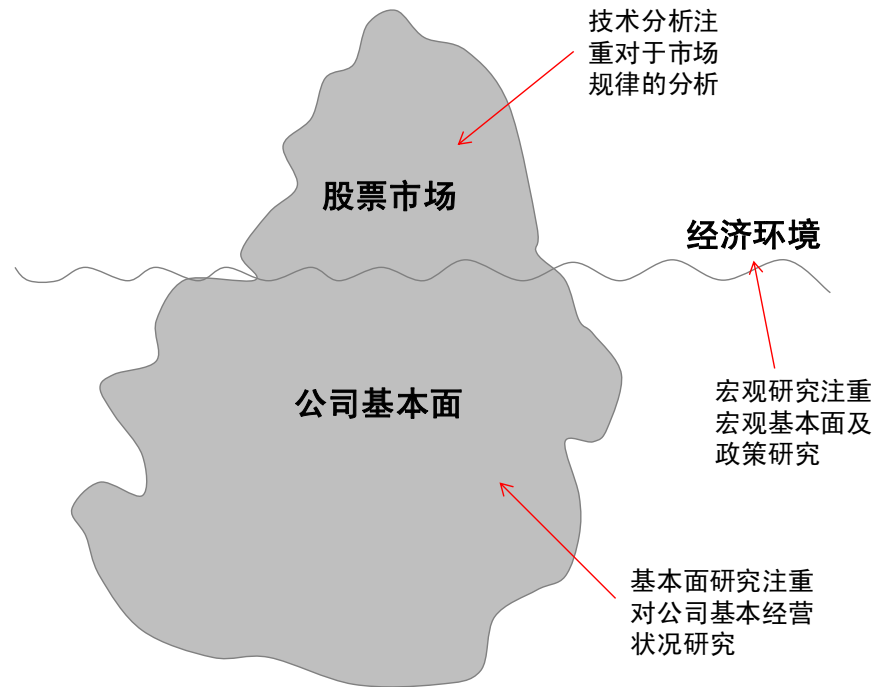 技术分析注
重对于市场
规律的分析
股票市场
经济环境
公司基本面
宏观研究注重
宏观基本面及
政策研究
基本面研究注重
对公司基本经营
状况研究